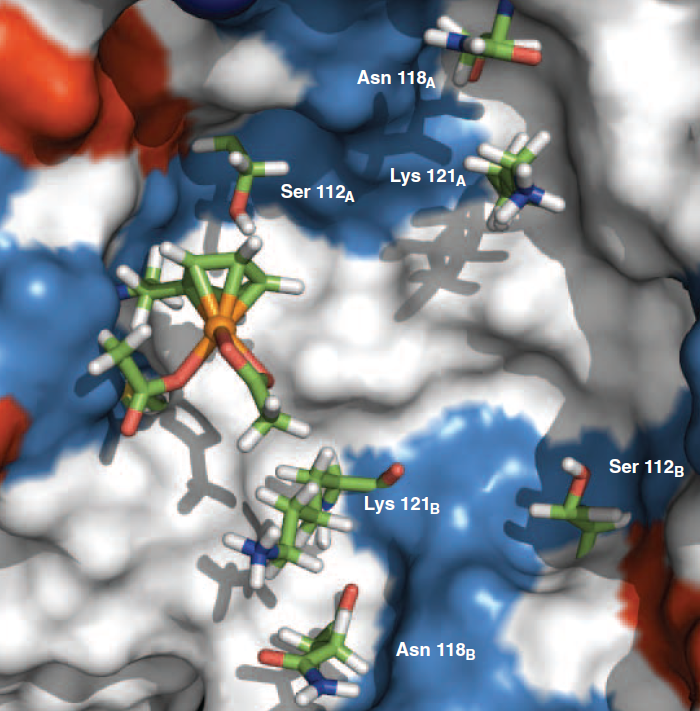 Asn 118A
Lys 121A
Ser 112A
Ser 112B
Lys 121B
Asn 118B